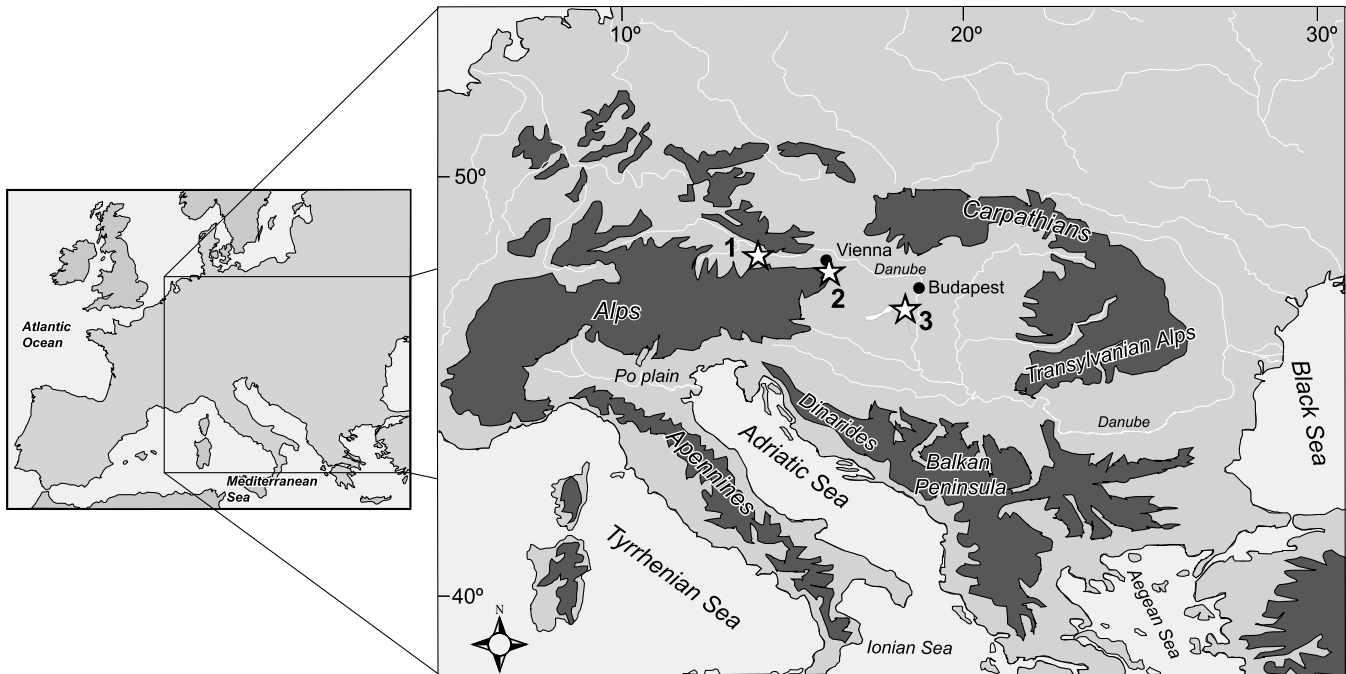 10º
20º
30º
50º
Carpathians
1
Vienna
Danube
2
Budapest
3
Alps
Transylvanian Alps
Po plain
Black Sea
Dinarides
Danube
Adriatic Sea
Apennines
Balkan
Peninsula
Tyrrhenian Sea
Aegean Sea
40º
N
Ionian Sea
Atlantic
Ocean
Mediterranean
Sea